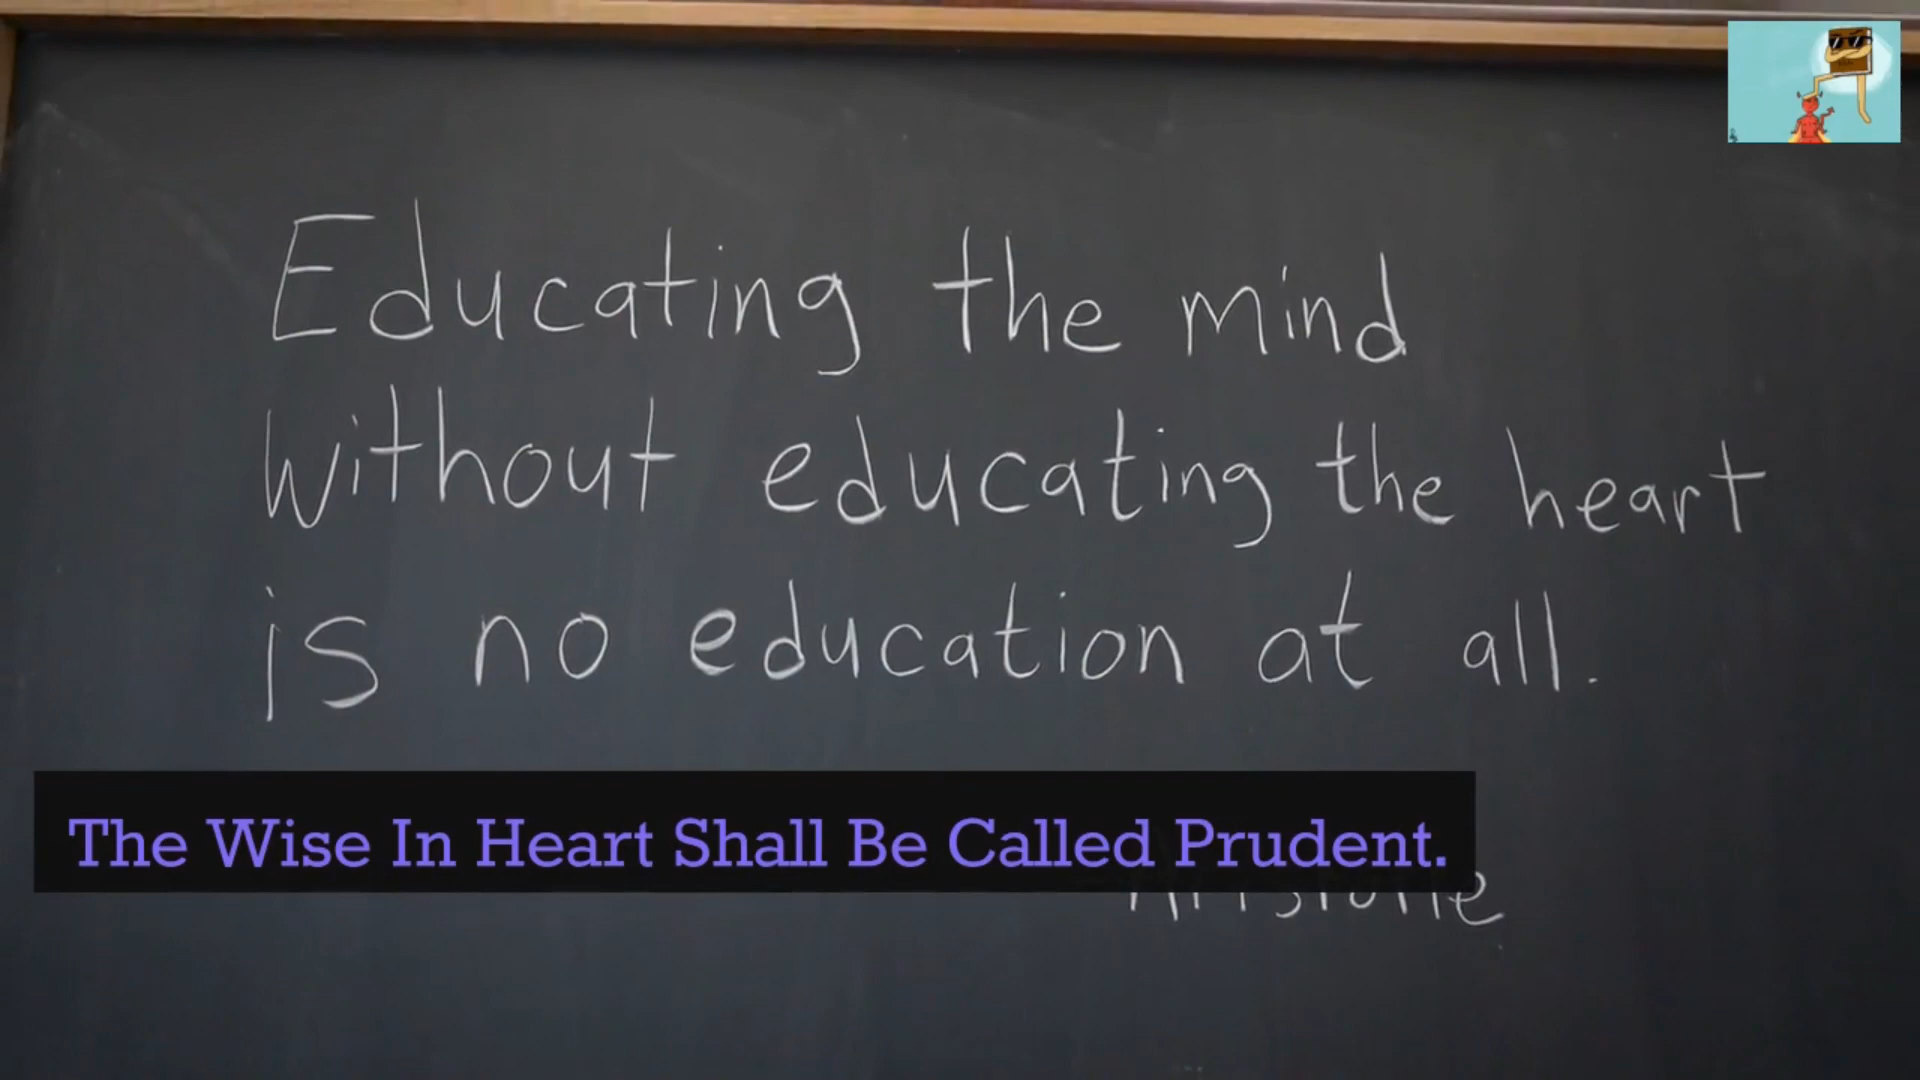 Educating the mind
without educating the heart
is no education at all.
The Wise In Heart Shall Be Called Prudent.